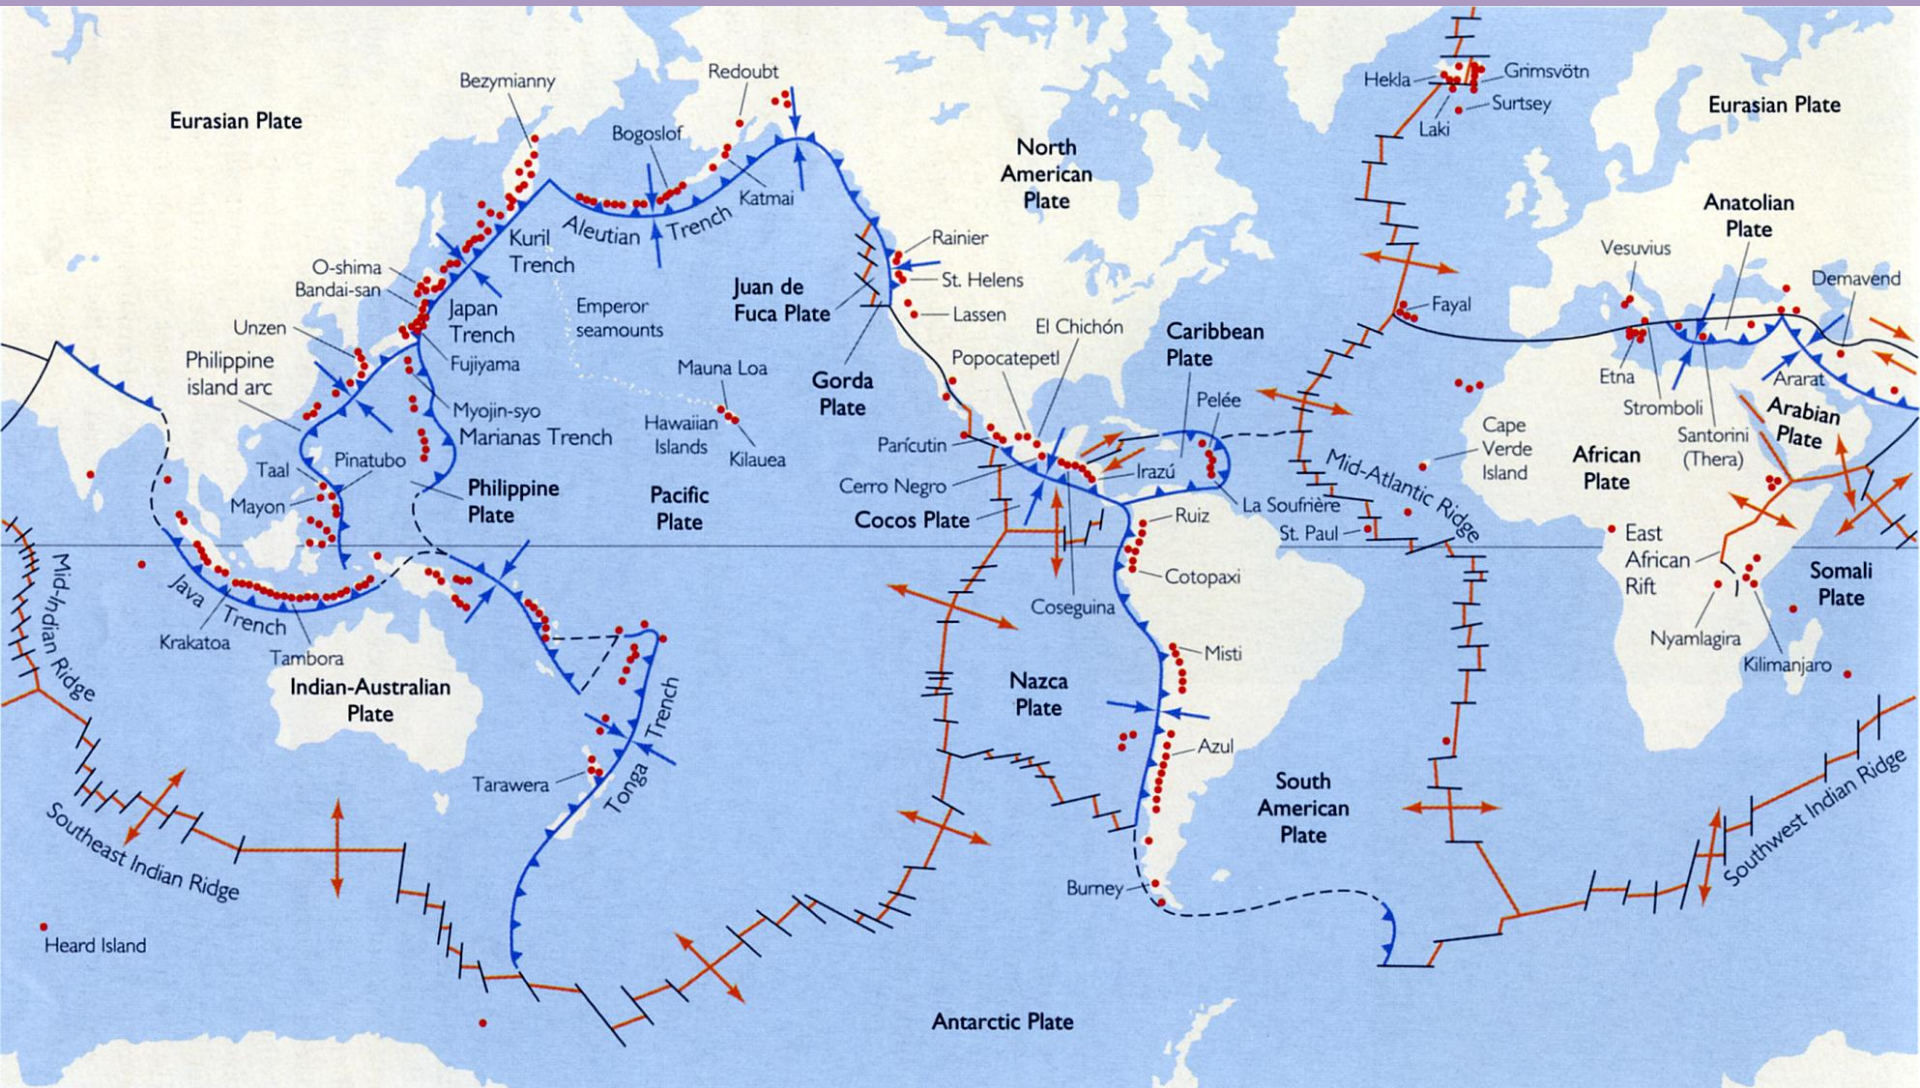 Bezymianny
Redoubt
Eurasian Plate
Bogoslof
Katmai
Aleutian Trench
Kuril
Trench
O-shima
Bandai-san
Japan
Trench
Unzen
Fujiyama
Philippine
island arc
Emperor
seamounts
Mauna Loa
Myojin-syo
Marianas Trench
Hawaiian
Islands
Kilauea
Taal
Pinatubo
Mayon
Philippine
Plate
Pacific
Plate
Mid-Indian Ridge
Java Trench
Krakatoa
Tambora
Indian-Australian
Plate
Tarawera
Tonga Trench
Southeast Indian Ridge
Heard Island
North
American
Plate
Rainier
St. Helens
Lassen
Juan de
Fuca Plate
El Chichón
Popocatepetl
Caribbean
Plate
Gorda
Plate
Pelée
Parícutin
Cerro Negro
Irazú
Cocos Plate
La Soufrière
Ruiz
St. Paul
Cotopaxi
Coseguina
Misti
Nazca
Plate
Azul
South
American
Plate
Burney
Antarctic Plate
Hekla
Grimsvötn
Surtsey
Laki
Eurasian Plate
Anatolian
Plate
Vesuvius
Demavend
Fayal
Etna
Ararat
Stromboli
Santorini
(Thera)
Arabian
Plate
Cape
Verde
Island
African
Plate
Mid-Atlantic Ridge
East
African
Rift
Somali
Plate
Nyamlagira
Kilimanjaro
Southwest Indian Ridge